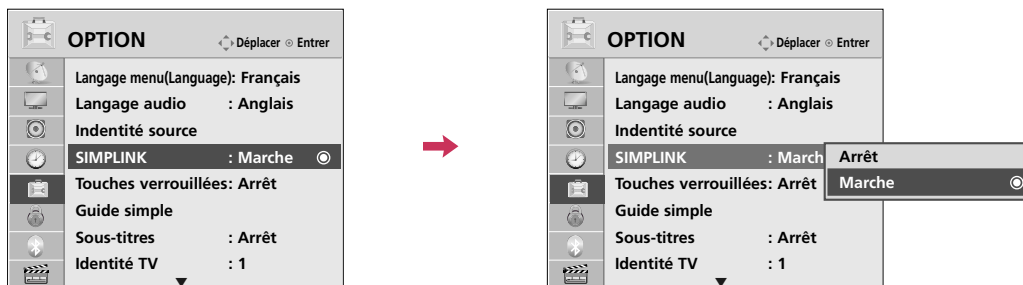 OPTION Déplacer Entrer
Langage menu(Language): Français
Langage audio : Anglais
Indentité source
SIMPLINK : Marche
Touches verrouillées: Arrêt
Guide simple
Sous-titres : Arrêt
Identité TV : 1
OPTION Déplacer Entrer
Langage menu(Language): Français
Langage audio : Anglais
Indentité source
SIMPLINK : March
Touches verrouillées: Arrêt
Guide simple
Sous-titres : Arrêt
Identité TV : 1
Arrêt
Marche